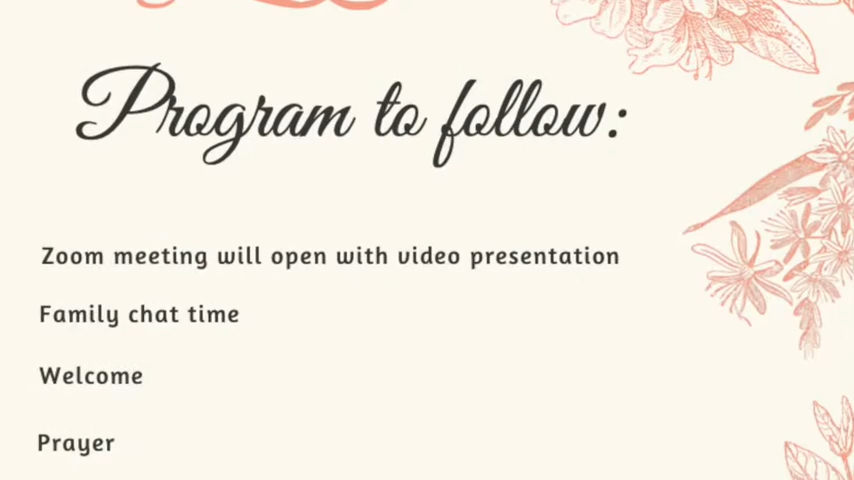 Program to follow:
Zoom meeting will open with video presentation
Family chat time
Welcome
Prayer